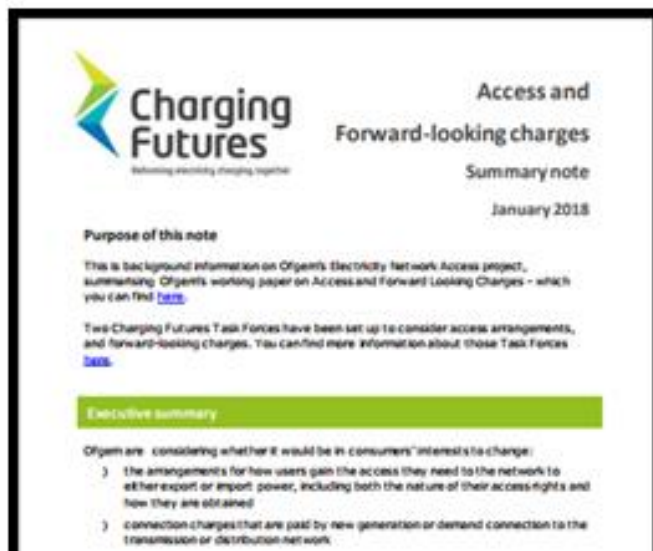 Charging
Futures
Reforming electricity charging, together
Access and
Forward-looking charges
Summary note
January 2018
Purpose of this note
This is background information on Ofgem's Electricity Network Access project,
summarising Ofgem's working paper on Access and Forward Looking Charges - which
you can find here.
Two Charging Futures Task Forces have been set up to consider access arrangements,
and forward-looking charges. You can find more information about those Task Forces
here.
Executive summary
Ofgem are considering whether it would be in consumers' interests to change:
) the arrangements for how users gain the access they need to the network to
either export or import power, including both the nature of their access rights and
how they are obtained
) connection charges that are paid by new generation or demand connection to the
transmission or distribution network